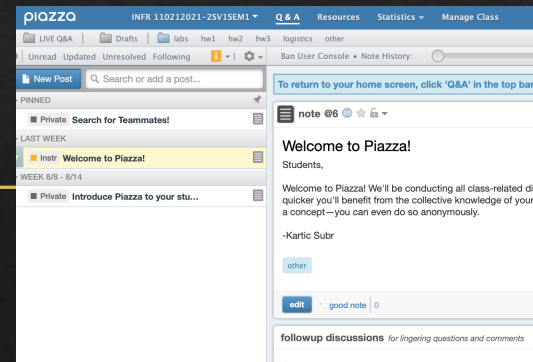 piazza INFR 110212021-2SV1SEM1 Q & A Resources Statistics Manage Class
LIVE Q&A Drafts labs hw1 hw2 hw3 logistics other
Unread Updated Unresolved Following Ban User Console • Note History:
New Post Search or add a post...
To return to your home screen, click 'Q&A' in the top bar
PINNED
Private Search for Teammates!
note @6
LAST WEEK
Instr Welcome to Piazza!
Welcome to Piazza!
Students,
WEEK 8/8 - 8/14
Private Introduce Piazza to your stu...
Welcome to Piazza! We'll be conducting all class-related di
quicker you'll benefit from the collective knowledge of your
a concept—you can even do so anonymously.
-Kartic Subr
other
edit good note 0
followup discussions for lingering questions and comments